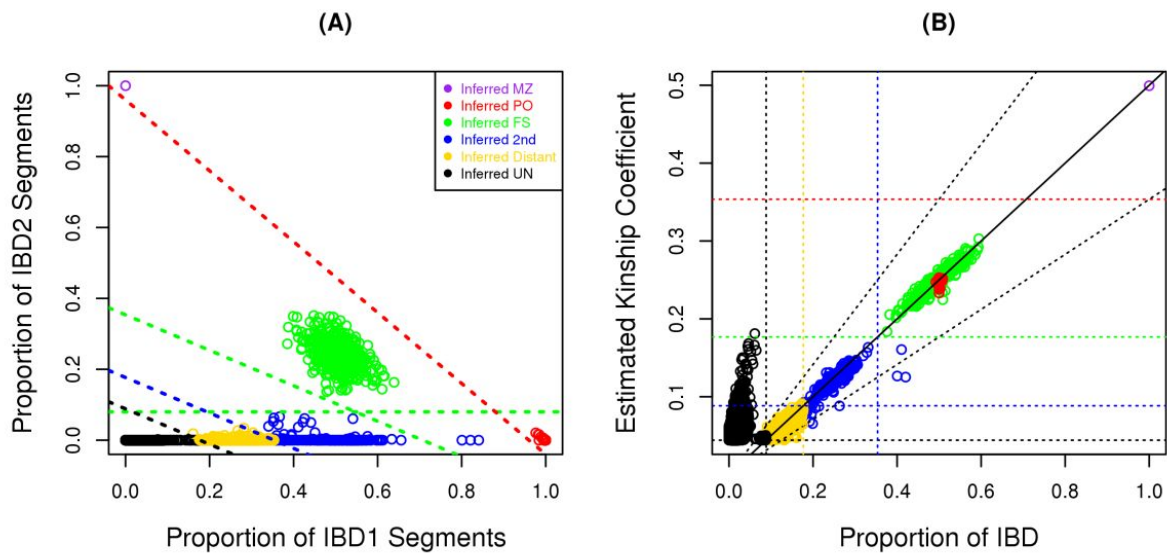 (A)
Proportion of IBD2 Segments
1.0
0.8
0.6
0.4
0.2
0.0
Inferred MZ
Inferred PO
Inferred FS
Inferred 2nd
Inferred Distant
Inferred UN
0.0 0.2 0.4 0.6 0.8 1.0
Proportion of IBD1 Segments
(B)
Estimated Kinship Coefficient
0.5
0.4
0.3
0.2
0.1
0.0 0.2 0.4 0.6 0.8 1.0
Proportion of IBD